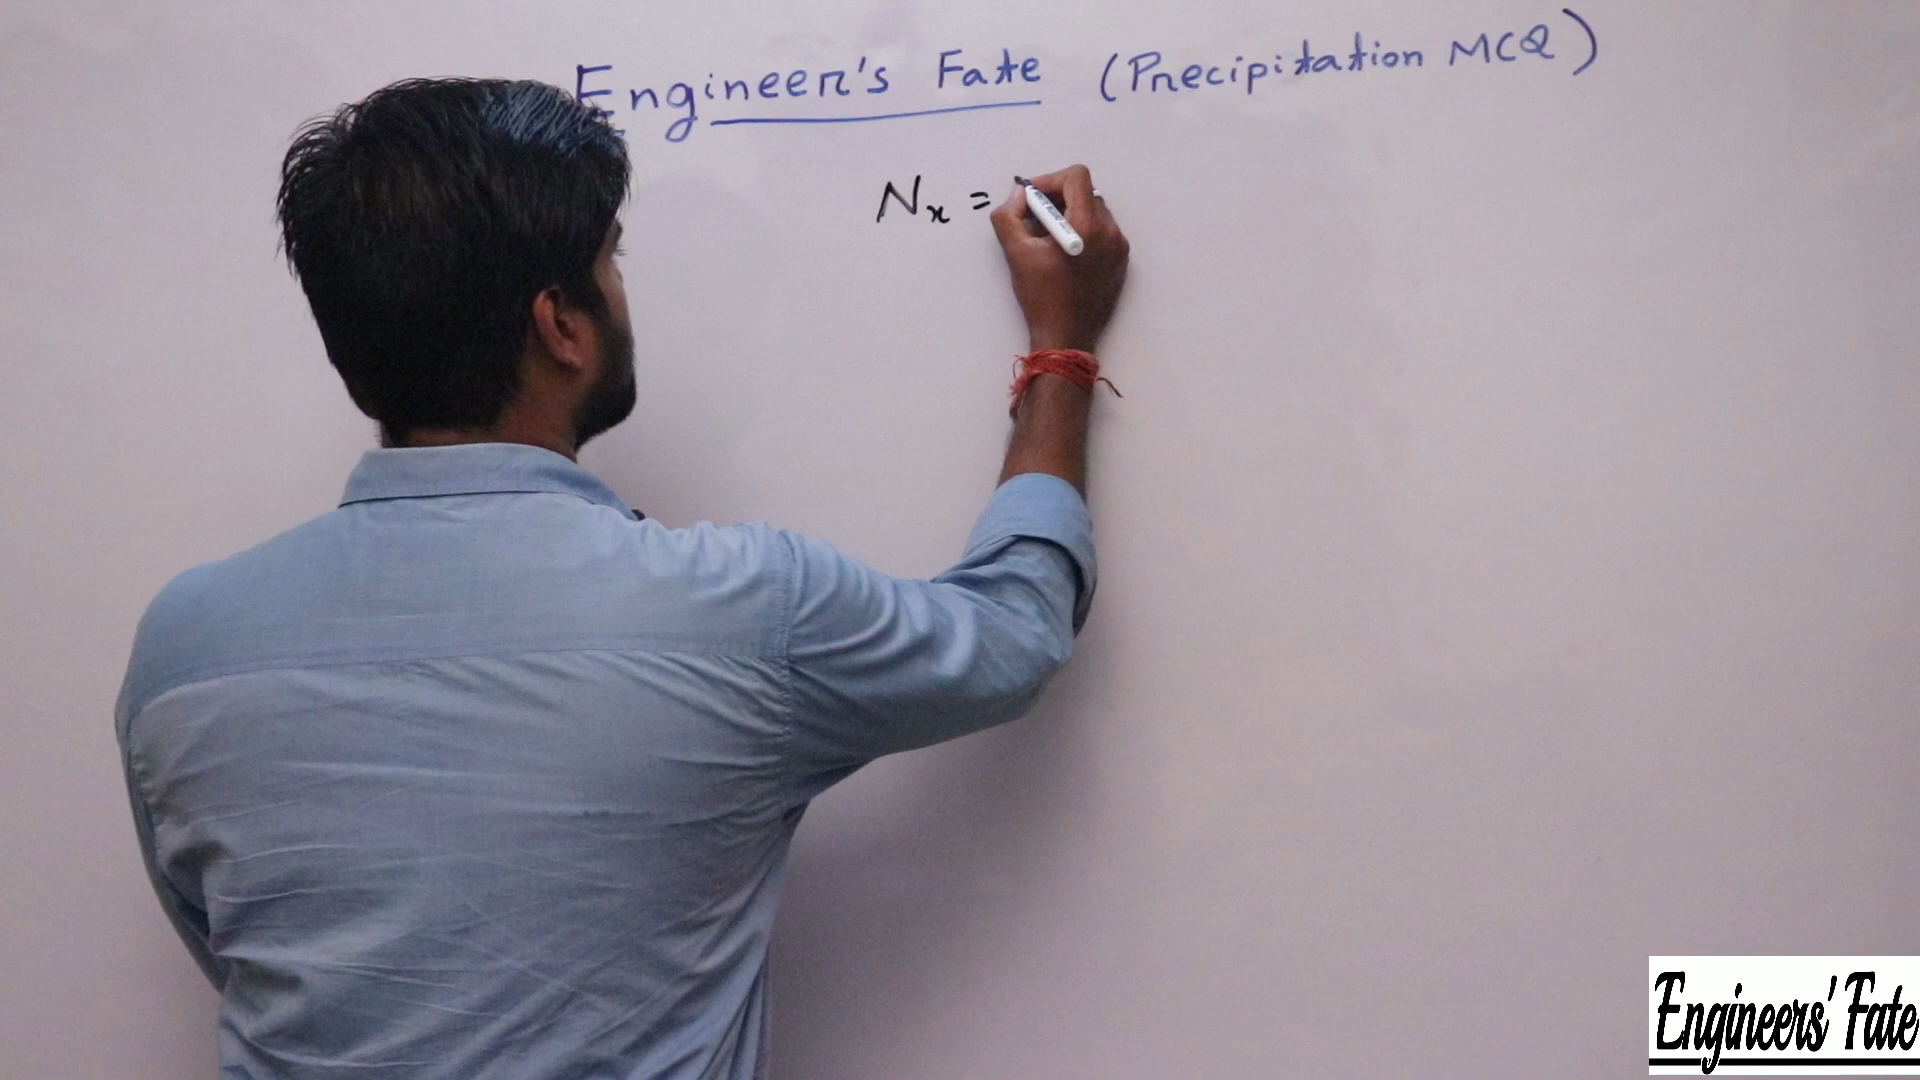 Engineer's Fate (Precipitation MCQ)
Nx =
Engineers' Fate